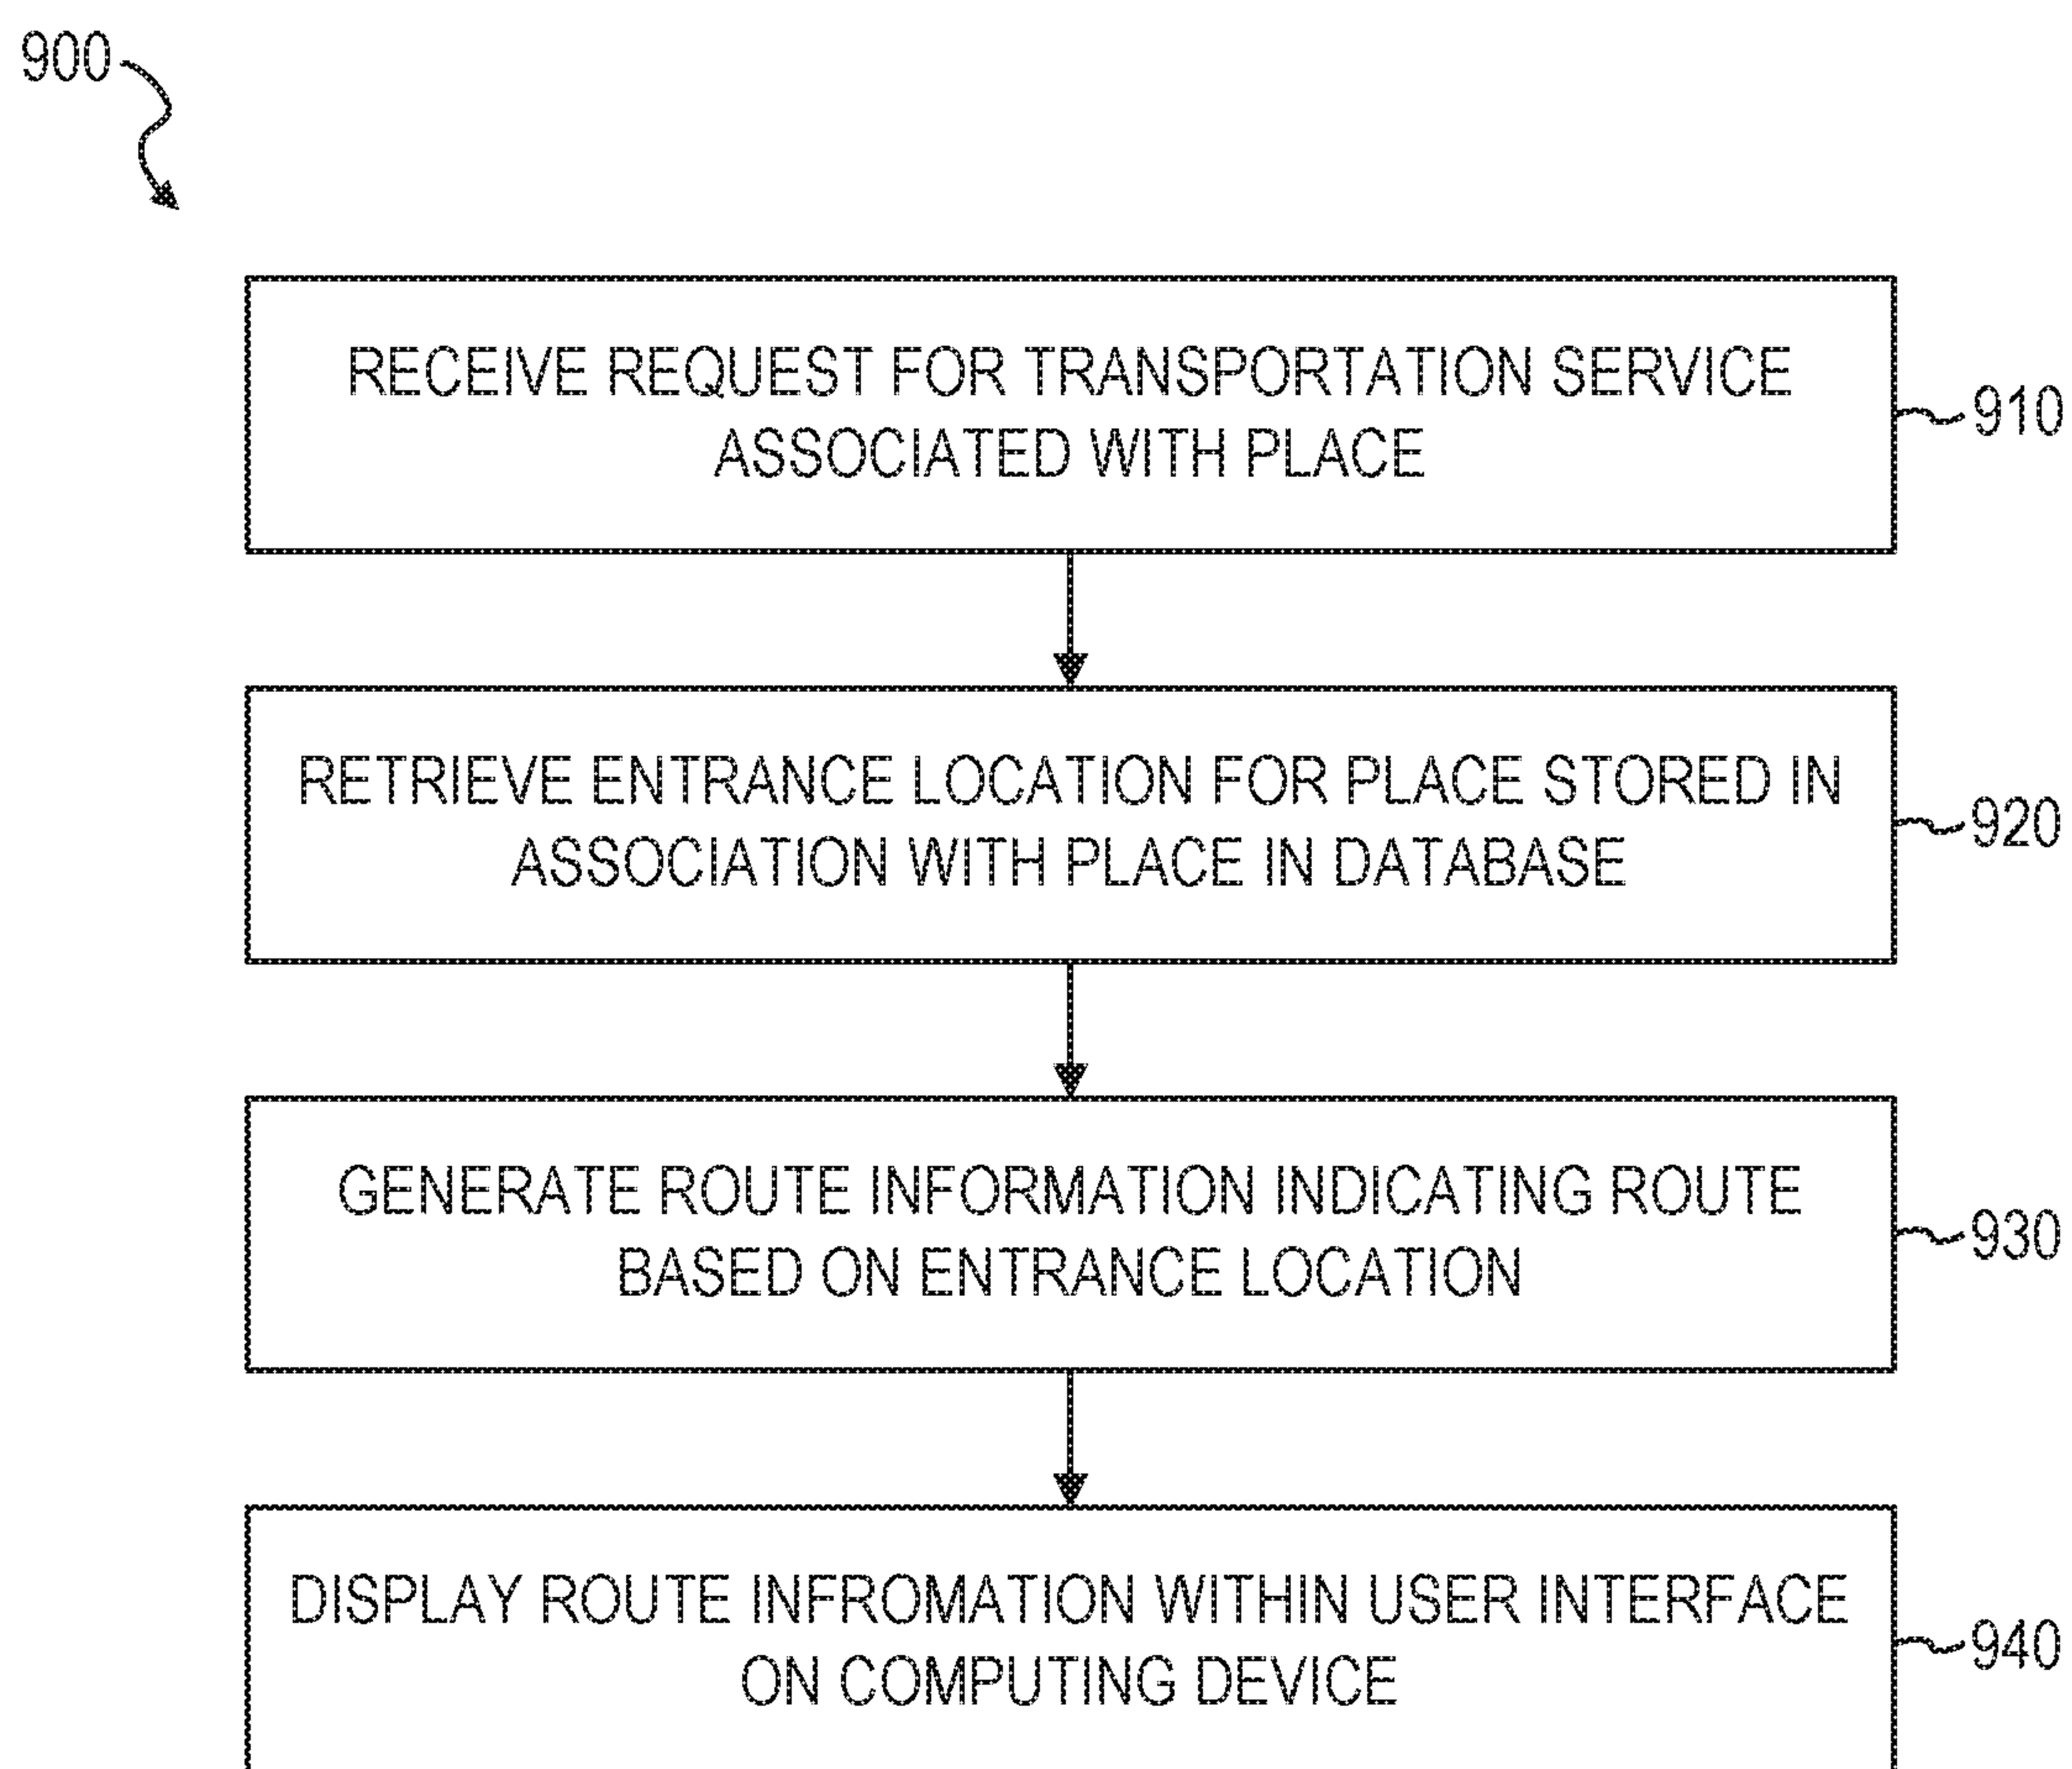 900
RECEIVE REQUEST FOR TRANSPORTATION SERVICE
ASSOCIATED WITH PLACE
910
RETRIEVE ENTRANCE LOCATION FOR PLACE STORED IN
ASSOCIATION WITH PLACE IN DATABASE
920
GENERATE ROUTE INFORMATION INDICATING ROUTE
BASED ON ENTRANCE LOCATION
930
DISPLAY ROUTE INFROMATION WITHIN USER INTERFACE
ON COMPUTING DEVICE
940